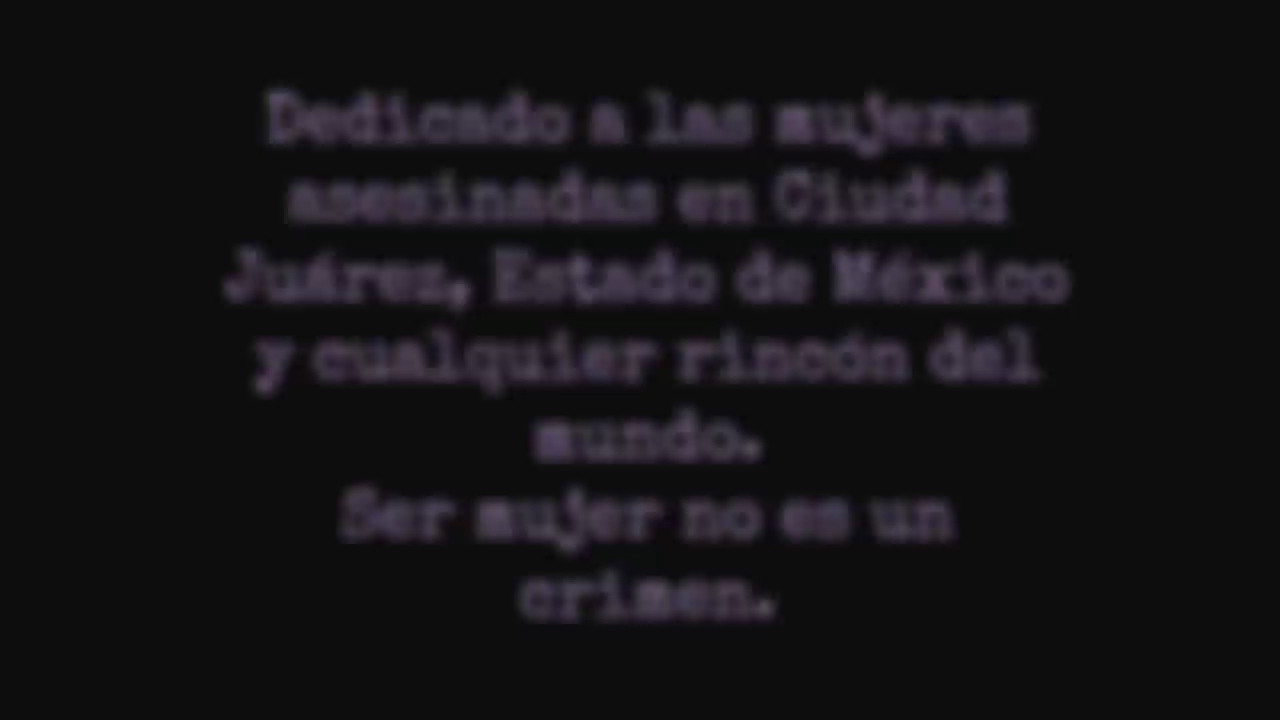 Dedicado a las mujeres
asesinadas en Ciudad
Juárez, Estado de México
y cualquier rincón del
mundo.
Ser mujer no es un
crimen.